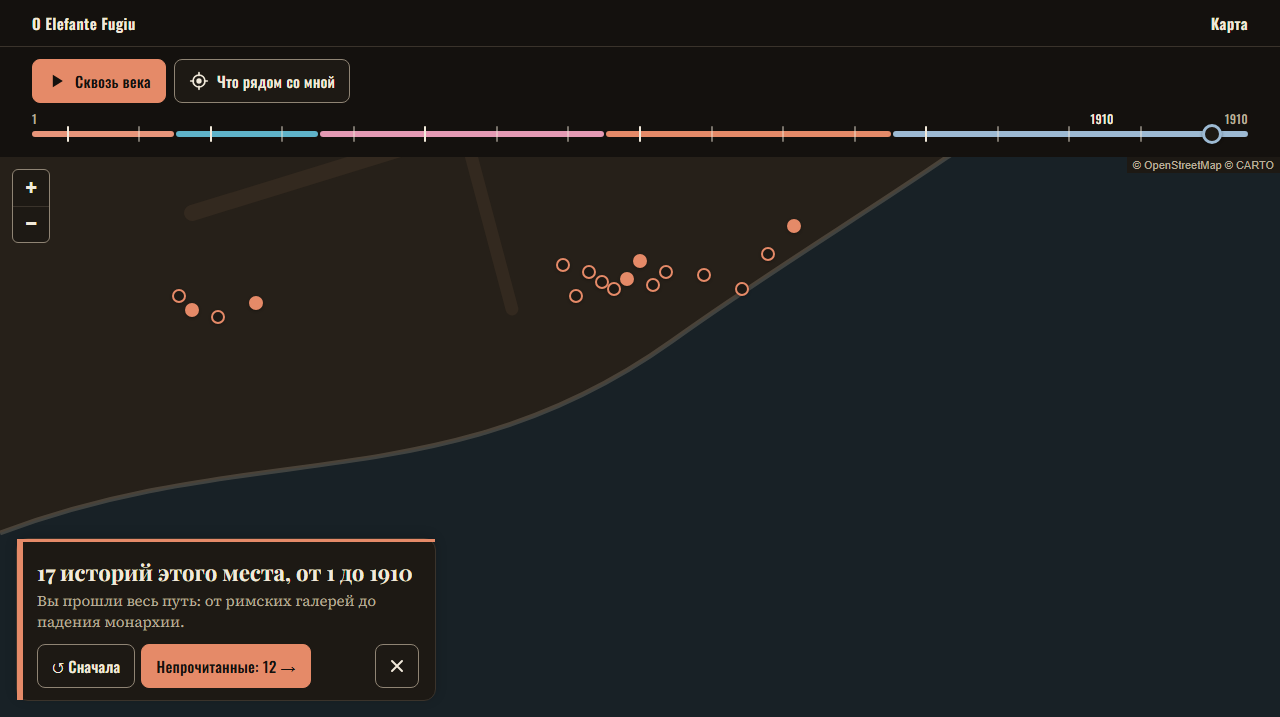 O Elefante Fugiu
Карта
Сквозь века
Что рядом со мной
1
1910
1910
+
−
© OpenStreetMap © CARTO
17 историй этого места, от 1 до 1910
Вы прошли весь путь: от римских галерей до
падения монархии.
↺ Сначала
Непрочитанные: 12 →
✕